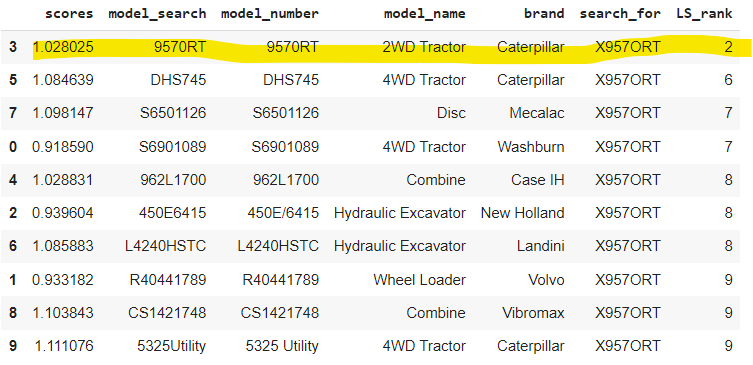 scores model_search model_number model_name brand search_for LS_rank
3 1.028025 9570RT 9570RT 2WD Tractor Caterpillar X957ORT 2
5 1.084639 DHS745 DHS745 4WD Tractor Caterpillar X957ORT 6
7 1.098147 S6501126 S6501126 Disc Mecalac X957ORT 7
0 0.918590 S6901089 S6901089 4WD Tractor Washburn X957ORT 7
4 1.028831 962L1700 962L1700 Combine Case IH X957ORT 8
2 0.939604 450E6415 450E/6415 Hydraulic Excavator New Holland X957ORT 8
6 1.085883 L4240HSTC L4240HSTC Hydraulic Excavator Landini X957ORT 8
1 0.933182 R40441789 R40441789 Wheel Loader Volvo X957ORT 9
8 1.103843 CS1421748 CS1421748 Combine Vibromax X957ORT 9
9 1.111076 5325Utility 5325 Utility 4WD Tractor Caterpillar X957ORT 9